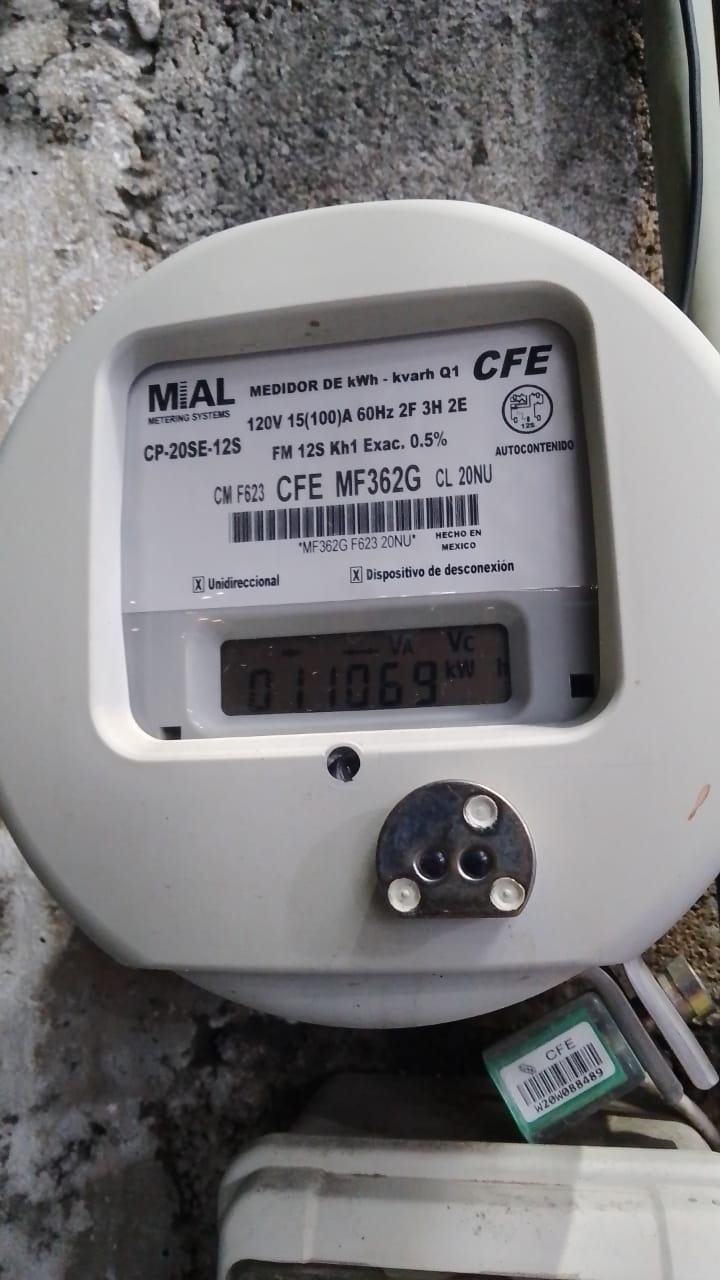 MIAL
METERING SYSTEMS
MEDIDOR DE kWh - kvarh Q1
CFE
120V 15(100)A 60Hz 2F 3H 2E
CP-20SE-12S
FM 12S Kh1 Exac. 0.5%
12S
AUTOCONTENIDO
CM F623 CFE MF362G CL 20NU
*MF362G F623 20NU*
HECHO EN
MEXICO
X Unidireccional
X Dispositivo de desconexión
VA VC
011069 kW h
CFE
W20W088489